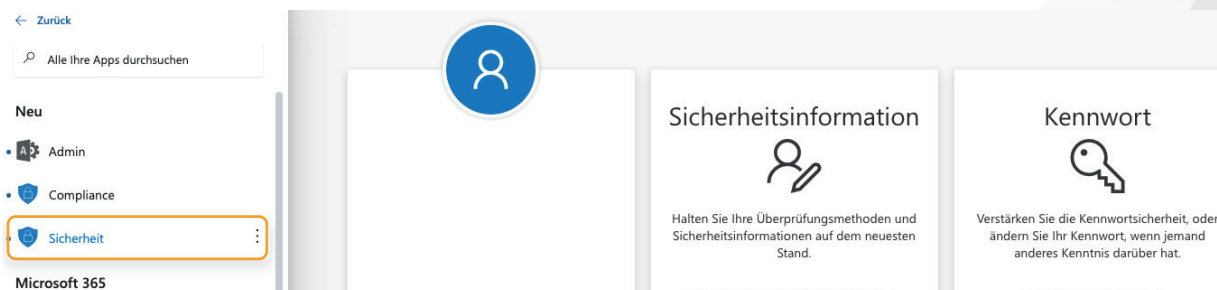 Zurück
Alle Ihre Apps durchsuchen
Neu
Admin
Compliance
Sicherheit
Microsoft 365
Sicherheitsinformation
Halten Sie Ihre Überprüfungsmethoden und
Sicherheitsinformationen auf dem neuesten
Stand.
Kennwort
Verstärken Sie die Kennwortsicherheit, oder
ändern Sie Ihr Kennwort, wenn jemand
anderes Kenntnis darüber hat.